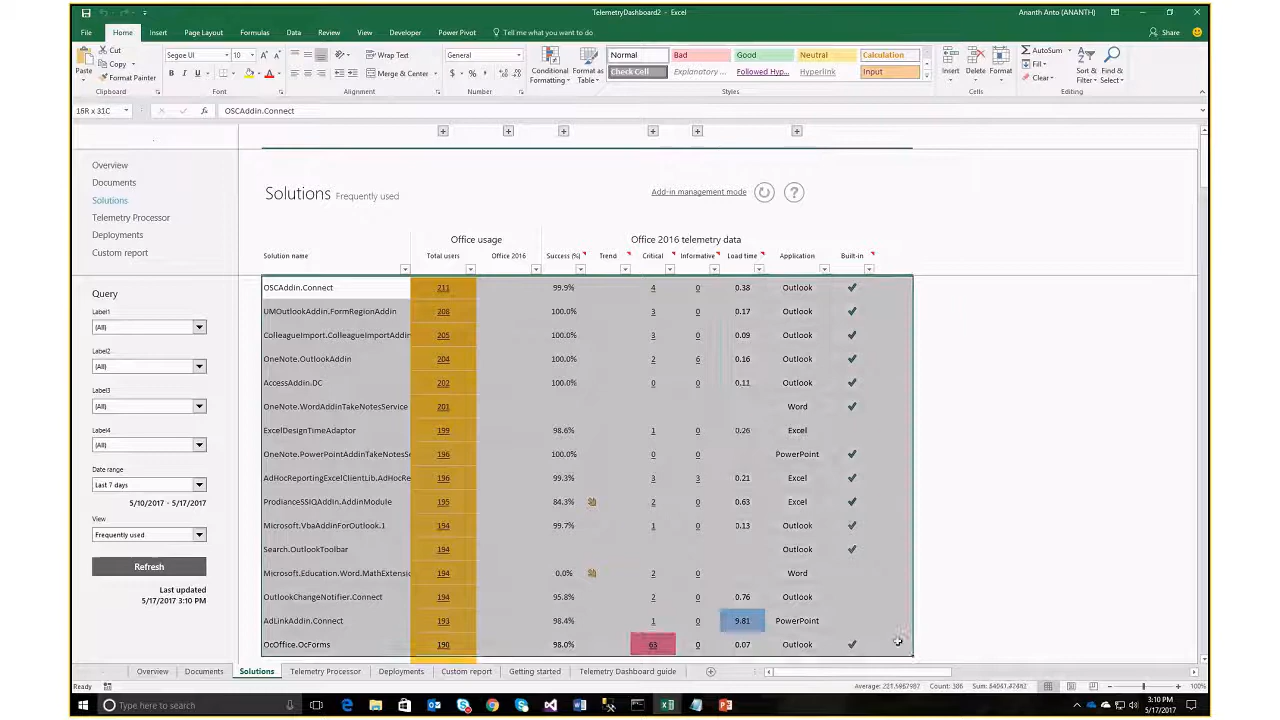 TelemetryDashboard2 - Excel
Ananth Anto (ANANTH)
File Home Insert Page Layout Formulas Data Review View Developer Power Pivot Tell me what you want to do Share
Paste Cut Copy Format Painter Clipboard
Segoe UI 10 B I U Font
Wrap Text Merge & Center Alignment
General $ % Number
Conditional Formatting Format as Table
Normal Bad Good Neutral Calculation
Check Cell Explanatory ... Followed Hyp... Hyperlink Input
Styles
Insert Delete Format Cells
AutoSum Fill Clear Sort & Filter Find & Select Editing
16R x 31C fx OSCAddin.Connect
Overview
Documents
Solutions
Telemetry Processor
Deployments
Custom report
Query
Label1
(All)
Label2
(All)
Label3
(All)
Label4
(All)
Date range
Last 7 days
5/10/2017 - 5/17/2017
View
Frequently used
Refresh
Last updated
5/17/2017 3:10 PM
Solutions Frequently used
Add-in management mode ?
Office usage Office 2016 telemetry data
Solution name Total users Office 2016 Success (%) Trend Critical Informative Load time Application Built-in
OSCAddin.Connect 211 99.9% 4 0 0.38 Outlook
UMOutlookAddin.FormRegionAddin 208 100.0% 3 0 0.17 Outlook
ColleagueImport.ColleagueImportAddin 205 100.0% 3 0 0.09 Outlook
OneNote.OutlookAddin 204 100.0% 2 6 0.16 Outlook
AccessAddin.DC 202 100.0% 0 0 0.11 Outlook
OneNote.WordAddinTakeNotesService 201 Word
ExcelDesignTimeAdaptor 199 98.6% 1 0 0.26 Excel
OneNote.PowerPointAddinTakeNotesSe 196 100.0% 0 0 PowerPoint
AdHocReportingExcelClientLib.AdHocRe 196 99.3% 3 3 0.21 Excel
ProdianceSSIQAddin.AddinModule 195 84.3% 2 0 0.63 Excel
Microsoft.VbaAddinForOutlook.1 194 99.7% 1 0 0.13 Outlook
Search.OutlookToolbar 194 Outlook
Microsoft.Education.Word.MathExtensio 194 0.0% 2 0 Word
OutlookChangeNotifier.Connect 194 95.8% 2 0 0.76 Outlook
AdLinkAddin.Connect 193 98.4% 1 0 9.81 PowerPoint
OcOffice.OcForms 190 98.0% 63 0 0.07 Outlook
Overview Documents Solutions Telemetry Processor Deployments Custom report Getting started Telemetry Dashboard guide
Ready
Count: 386
100%
Type here to search
3:10 PM
5/17/2017